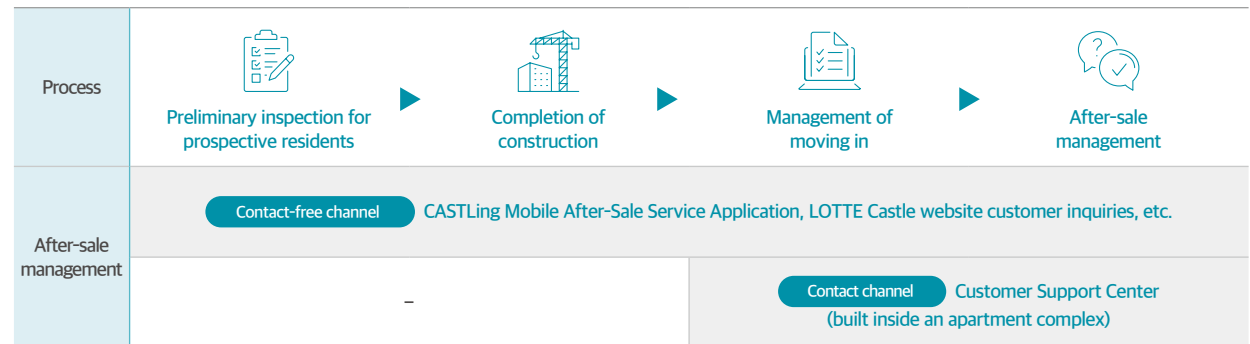 Process
Preliminary inspection for
prospective residents
Completion of
construction
Management of
moving in
?
After-sale
management
After-sale
management
Contact-free channel CASTLing Mobile After-Sale Service Application, LOTTE Castle website customer inquiries, etc.
–
Contact channel Customer Support Center
(built inside an apartment complex)